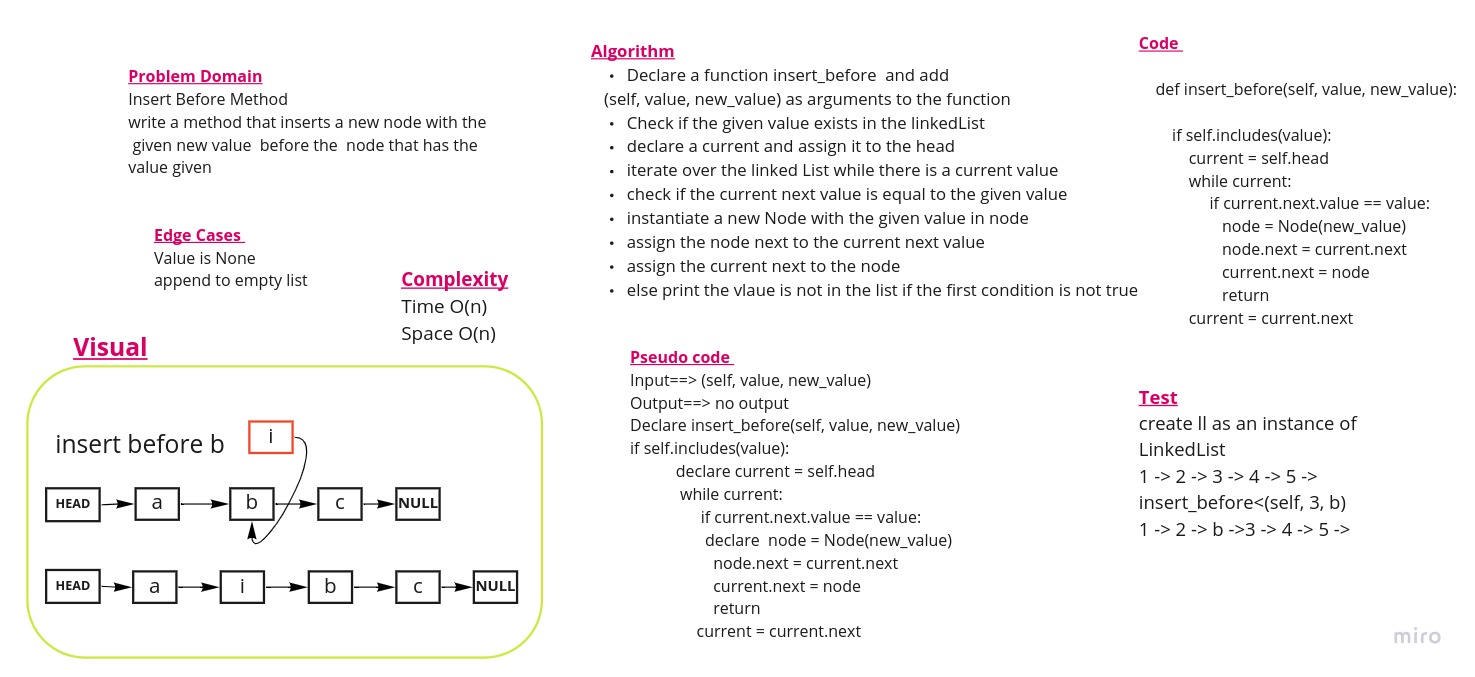 Problem Domain
Insert Before Method
write a method that inserts a new node with the
given new value  before the  node that has the
value given
Edge Cases
Value is None
append to empty list
Complexity
Time O(n)
Space O(n)
Visual
insert before b
i
HEAD a b c NULL
HEAD a i b c NULL
Algorithm
• Declare a function insert_before  and add
(self, value, new_value) as arguments to the function
• Check if the given value exists in the linkedList
• declare a current and assign it to the head
• iterate over the linked List while there is a current value
• check if the current next value is equal to the given value
• instantiate a new Node with the given value in node
• assign the node next to the current next value
• assign the current next to the node
• else print the vlaue is not in the list if the first condition is not true
Pseudo code
Input==> (self, value, new_value)
Output==> no output
Declare insert_before(self, value, new_value)
if self.includes(value):
declare current = self.head
while current:
if current.next.value == value:
declare  node = Node(new_value)
node.next = current.next
current.next = node
return
current = current.next
Code
def insert_before(self, value, new_value):
if self.includes(value):
current = self.head
while current:
if current.next.value == value:
node = Node(new_value)
node.next = current.next
current.next = node
return
current = current.next
Test
create ll as an instance of
LinkedList
1 -> 2 -> 3 -> 4 -> 5 ->
insert_before<(self, 3, b)
1 -> 2 -> b ->3 -> 4 -> 5 ->
miro